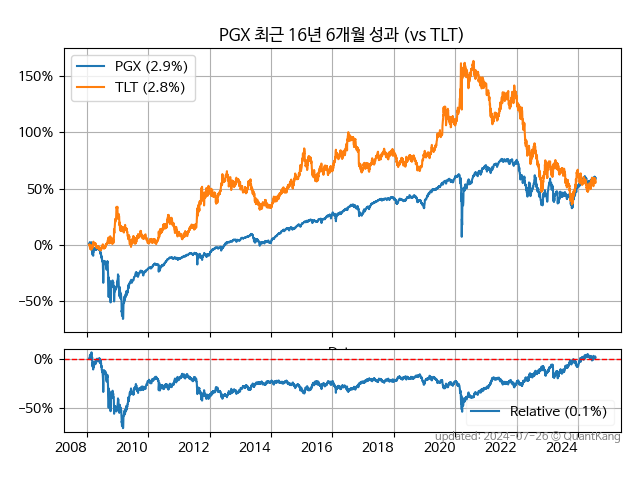 PGX 최근 16년 6개월 성과 (vs TLT)
PGX (2.9%)
TLT (2.8%)
150%
100%
50%
0%
−50%
0%
−50%
Relative (0.1%)
2008 2010 2012 2014 2016 2018 2020 2022 2024
updated: 2024-07-26 © QuantKang